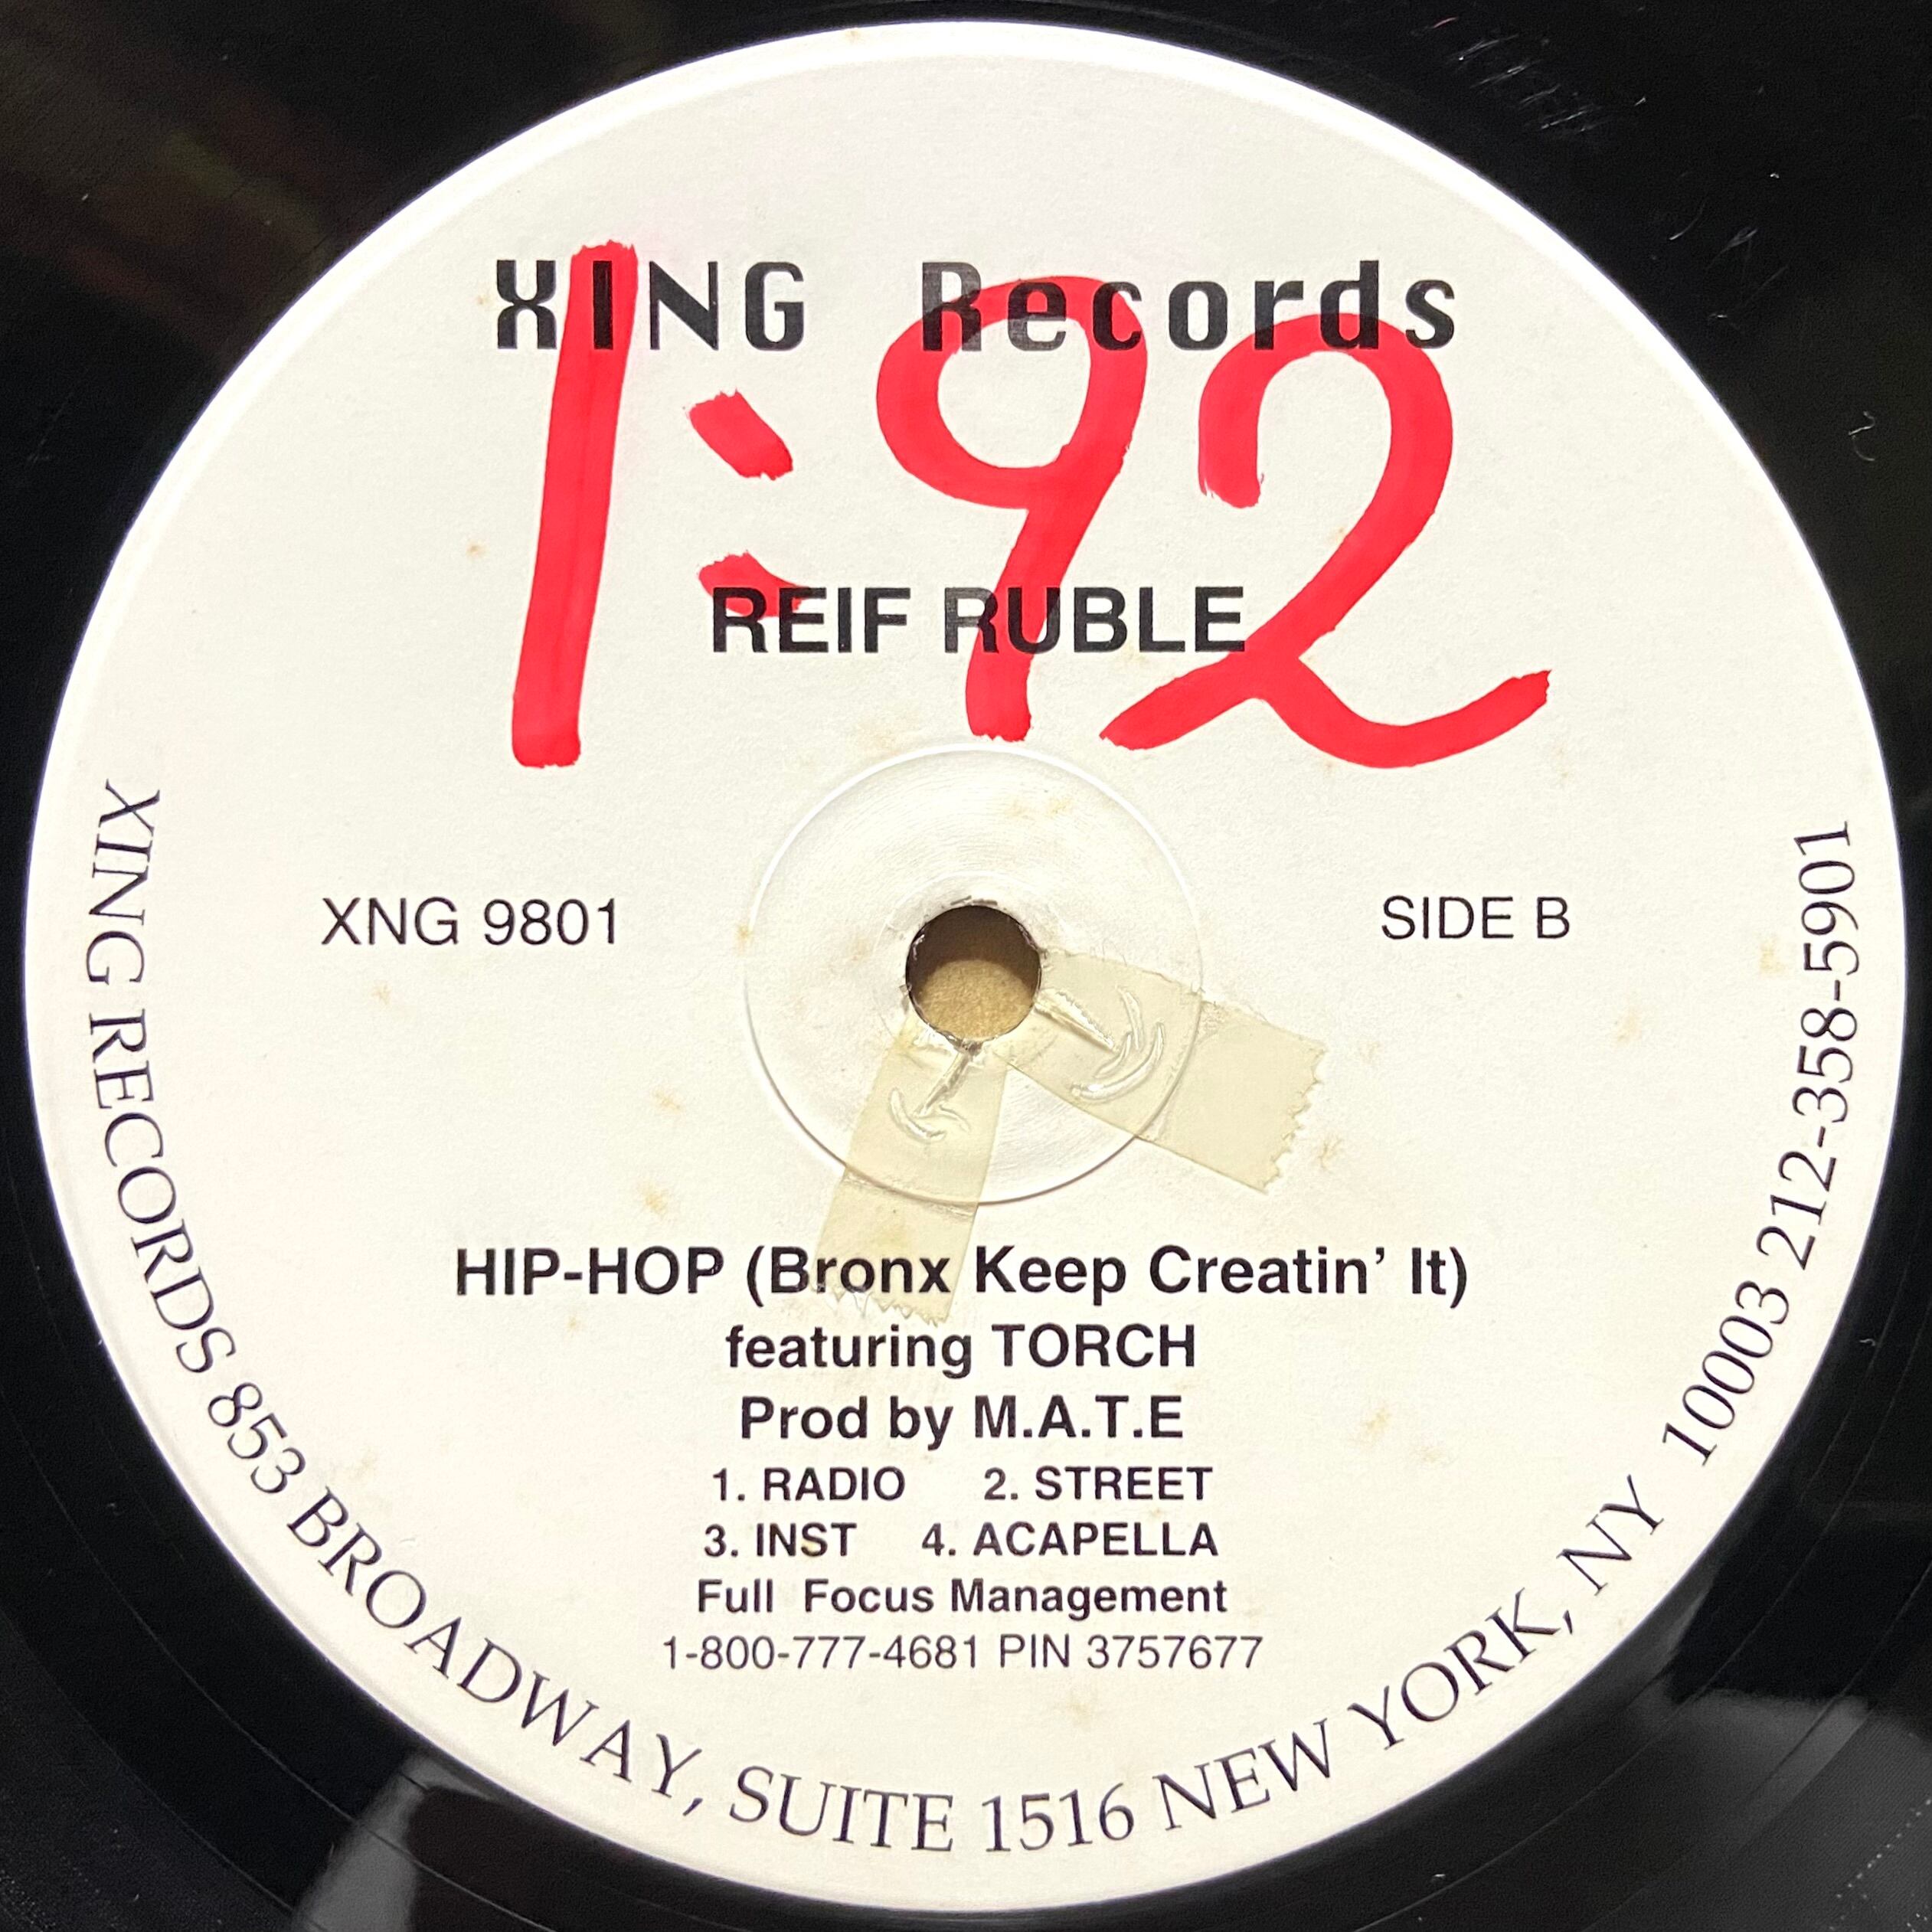 XING Records
1:92
REIF RUBLE
XNG 9801
SIDE B
HIP-HOP (Bronx Keep Creatin' It)
featuring TORCH
Prod by M.A.T.E
1. RADIO 2. STREET
3. INST 4. ACAPELLA
Full Focus Management
1-800-777-4681 PIN 3757677
XING RECORDS 853 BROADWAY, SUITE 1516 NEW YORK, NY 10003 212-358-5901